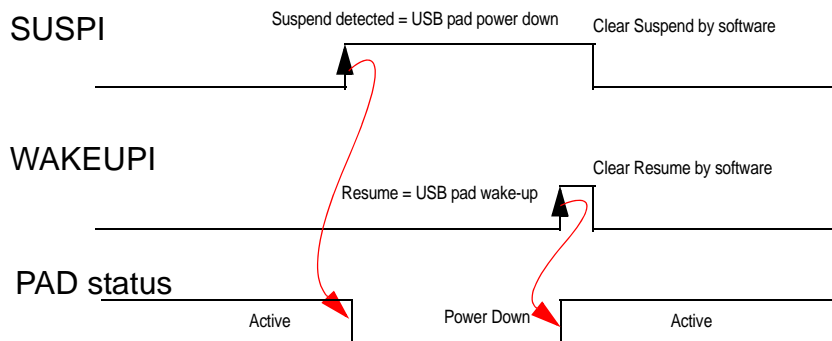 SUSPI
Suspend detected = USB pad power down
Clear Suspend by software
WAKEUPI
Resume = USB pad wake-up
Clear Resume by software
PAD status
Active
Power Down
Active